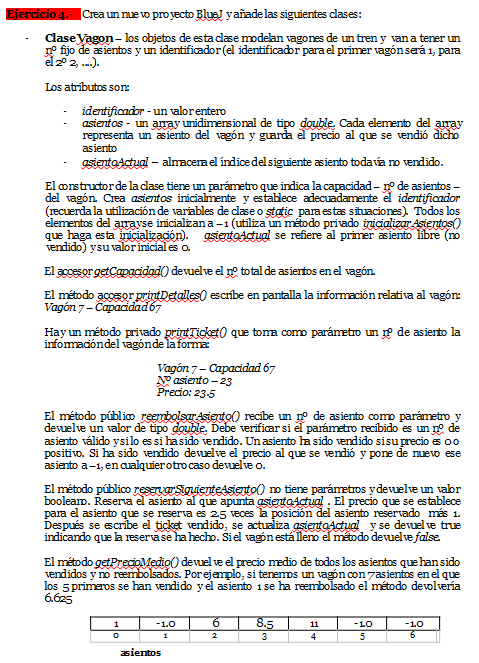 Ejercicio 4.- Crea un nuevo proyecto BlueJ y añade las siguientes clases:
- Clase Vagon – los objetos de esta clase modelan vagones de un tren y van a tener un
nº fijo de asientos y un identificador (el identificador para el primer vagón será 1, para
el 2º 2, ....).
Los atributos son:
- identificador - un valor entero
- asientos - un array unidimensional de tipo double. Cada elemento del array
representa un asiento del vagón y guarda el precio al que se vendió dicho
asiento
- asientoActual – almacena el índice del siguiente asiento todavía no vendido.
El constructor de la clase tiene un parámetro que indica la capacidad – nº de asientos –
del vagón. Crea asientos inicialmente y establece adecuadamente el identificador
(recuerda la utilización de variables de clase o static para estas situaciones). Todos los
elementos del array se inicializan a –1 (utiliza un método privado inicializarAsientos()
que haga esta inicialización). asientoActual se refiere al primer asiento libre (no
vendido) y su valor inicial es 0.
El accesor getCapacidad() devuelve el nº total de asientos en el vagón.
El método accesor printDetalles() escribe en pantalla la información relativa al vagón:
Vagón 7 – Capacidad 67
Hay un método privado printTicket() que toma como parámetro un nº de asiento la
información del vagón de la forma:
Vagón 7 – Capacidad 67
Nº asiento – 23
Precio: 23.5
El método público reembolsarAsiento() recibe un nº de asiento como parámetro y
devuelve un valor de tipo double. Debe verificar si el parámetro recibido es un nº de
asiento válido y si lo es si ha sido vendido. Un asiento ha sido vendido si su precio es 0 o
positivo. Si ha sido vendido devuelve el precio al que se vendió y pone de nuevo ese
asiento a –1, en cualquier otro caso devuelve 0.
El método público reservarSiguienteAsiento() no tiene parámetros y devuelve un valor
boolean. Reserva el asiento al que apunta asientoActual . El precio que se establece
para el asiento que se reserva es 2.5 veces la posición del asiento reservado más 1.
Después se escribe el ticket vendido, se actualiza asientoActual y se devuelve true
indicando que la reserva se ha hecho. Si el vagón está lleno el método devuelve false.
El método getPrecioMedio() devuelve el precio medio de todos los asientos que han sido
vendidos y no reembolsados. Por ejemplo, si tenemos un vagón con 7 asientos en el que
los 5 primeros se han vendido y el asiento 1 se ha reembolsado el método devolvería
6.625
1 -1.0 6 8.5 11 -1.0 -1.0
0 1 2 3 4 5 6
asientos